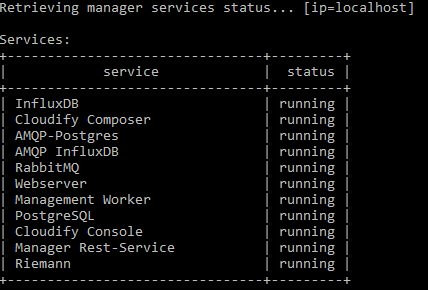 Retrieving manager services status... [ip=localhost]
Services:
+--------------------------------+---------+
| service | status |
+--------------------------------+---------+
| InfluxDB | running |
| Cloudify Composer | running |
| AMQP-Postgres | running |
| AMQP InfluxDB | running |
| RabbitMQ | running |
| Webserver | running |
| Management Worker | running |
| PostgreSQL | running |
| Cloudify Console | running |
| Manager Rest-Service | running |
| Riemann | running |
+--------------------------------+---------+